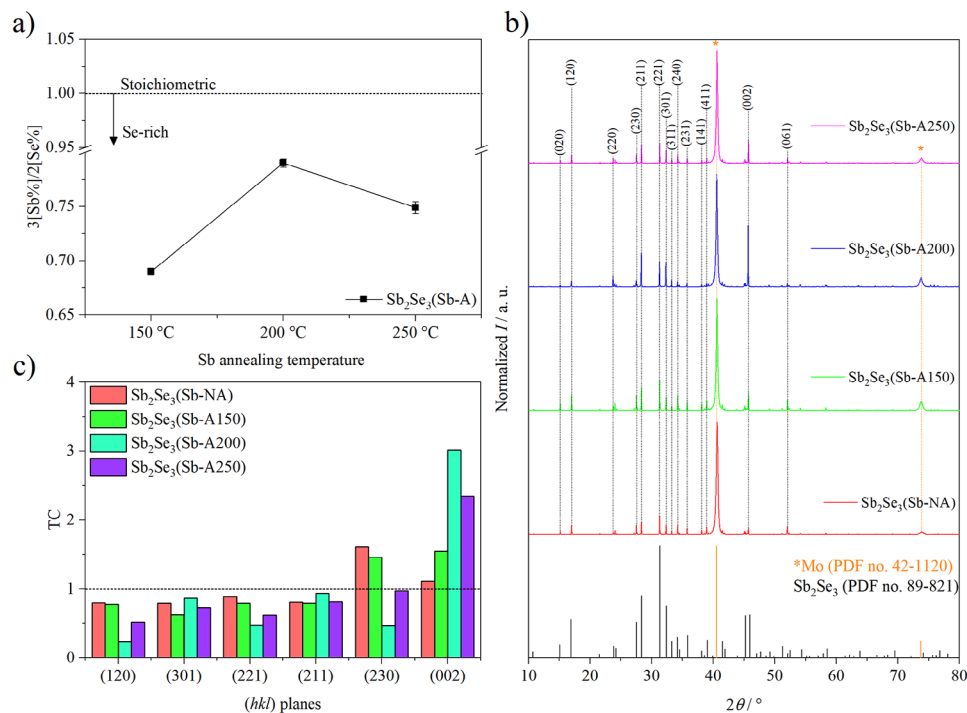 a)
3[Sb%]/2[Se%]
1.05
1.00
0.95
0.75
0.70
0.65
Stoichiometric
Se-rich
Sb₂Se₃(Sb-A)
150 °C
200 °C
250 °C
Sb annealing temperature
b)
Normalized I / a. u.
*
(020)
(120)
(220)
(230)
(211)
(221)
(301)
(311)
(240)
(231)
(141)
(411)
(002)
(061)
*
Sb₂Se₃(Sb-A250)
Sb₂Se₃(Sb-A200)
Sb₂Se₃(Sb-A150)
Sb₂Se₃(Sb-NA)
*Mo (PDF no. 42-1120)
Sb₂Se₃ (PDF no. 89-821)
10 20 30 40 50 60 70 80
2θ / °
c)
TC
4
3
2
1
0
Sb₂Se₃(Sb-NA)
Sb₂Se₃(Sb-A150)
Sb₂Se₃(Sb-A200)
Sb₂Se₃(Sb-A250)
(120) (301) (221) (211) (230) (002)
(hkl) planes